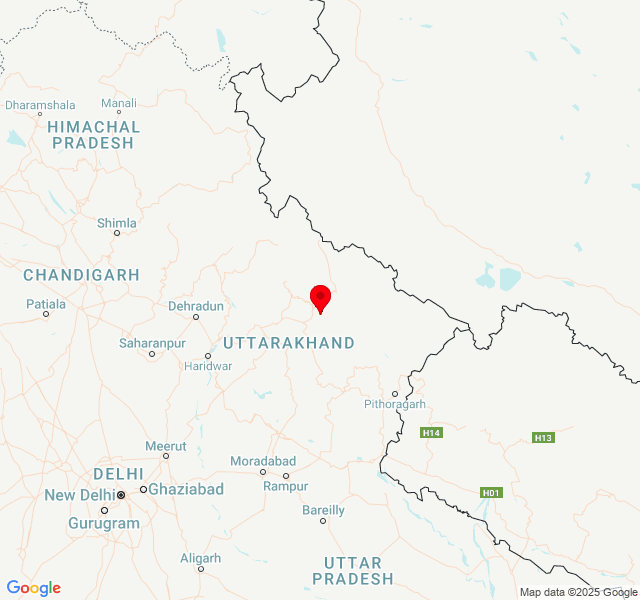 Dharamshala
Manali
HIMACHAL
PRADESH
Shimla
CHANDIGARH
Patiala
Dehradun
Saharanpur
UTTARAKHAND
Haridwar
Pithoragarh
H14
H13
Meerut
Moradabad
DELHI
Rampur
Ghaziabad
New Delhi
H01
Gurugram
Bareilly
Aligarh
UTTAR
PRADESH
Google
Map data ©2025 Google